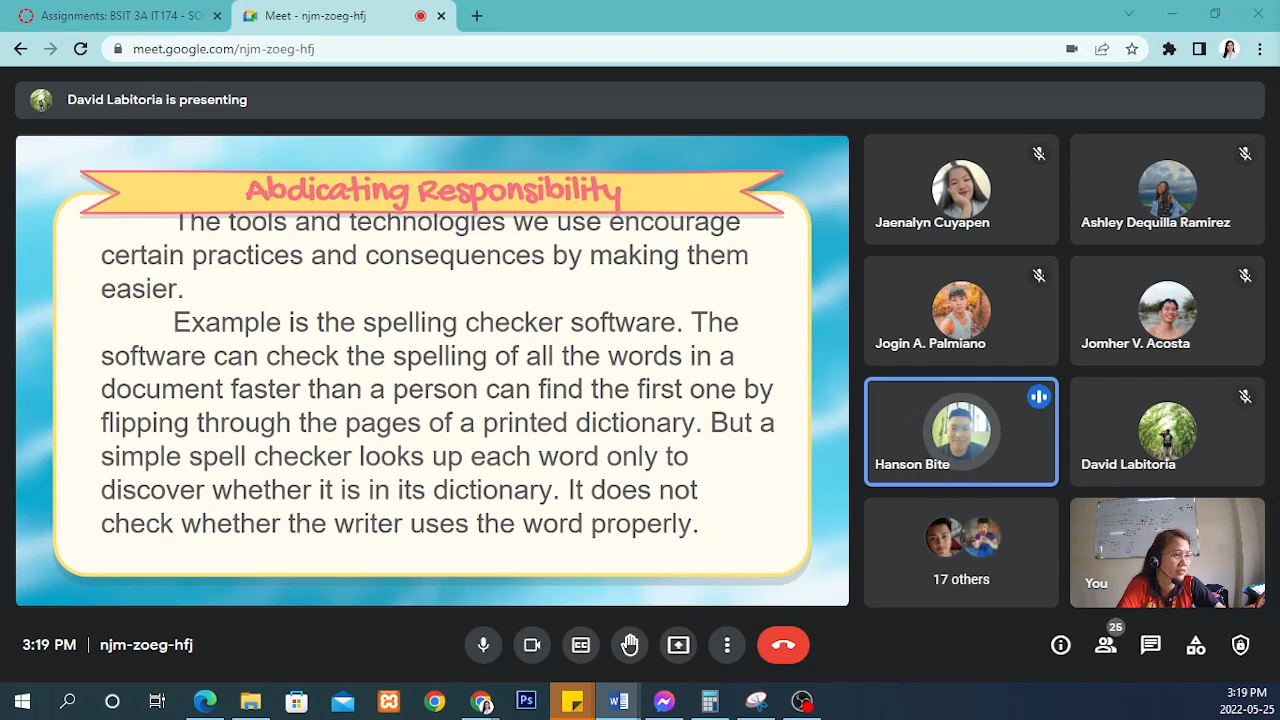 Assignments: BSIT 3A IT174 - SO
Meet - njm-zoeg-hfj
meet.google.com/njm-zoeg-hfj
David Labitoria is presenting
Abdicating Responsibility
The tools and technologies we use encourage
certain practices and consequences by making them
easier.
Example is the spelling checker software. The
software can check the spelling of all the words in a
document faster than a person can find the first one by
flipping through the pages of a printed dictionary. But a
simple spell checker looks up each word only to
discover whether it is in its dictionary. It does not
check whether the writer uses the word properly.
Jaenalyn Cuyapen
Ashley Dequilla Ramirez
Jogin A. Palmiano
Jomher V. Acosta
Hanson Bite
David Labitoria
17 others
You
3:19 PM | njm-zoeg-hfj
CC
25
Ps
W
3:19 PM
2022-05-25